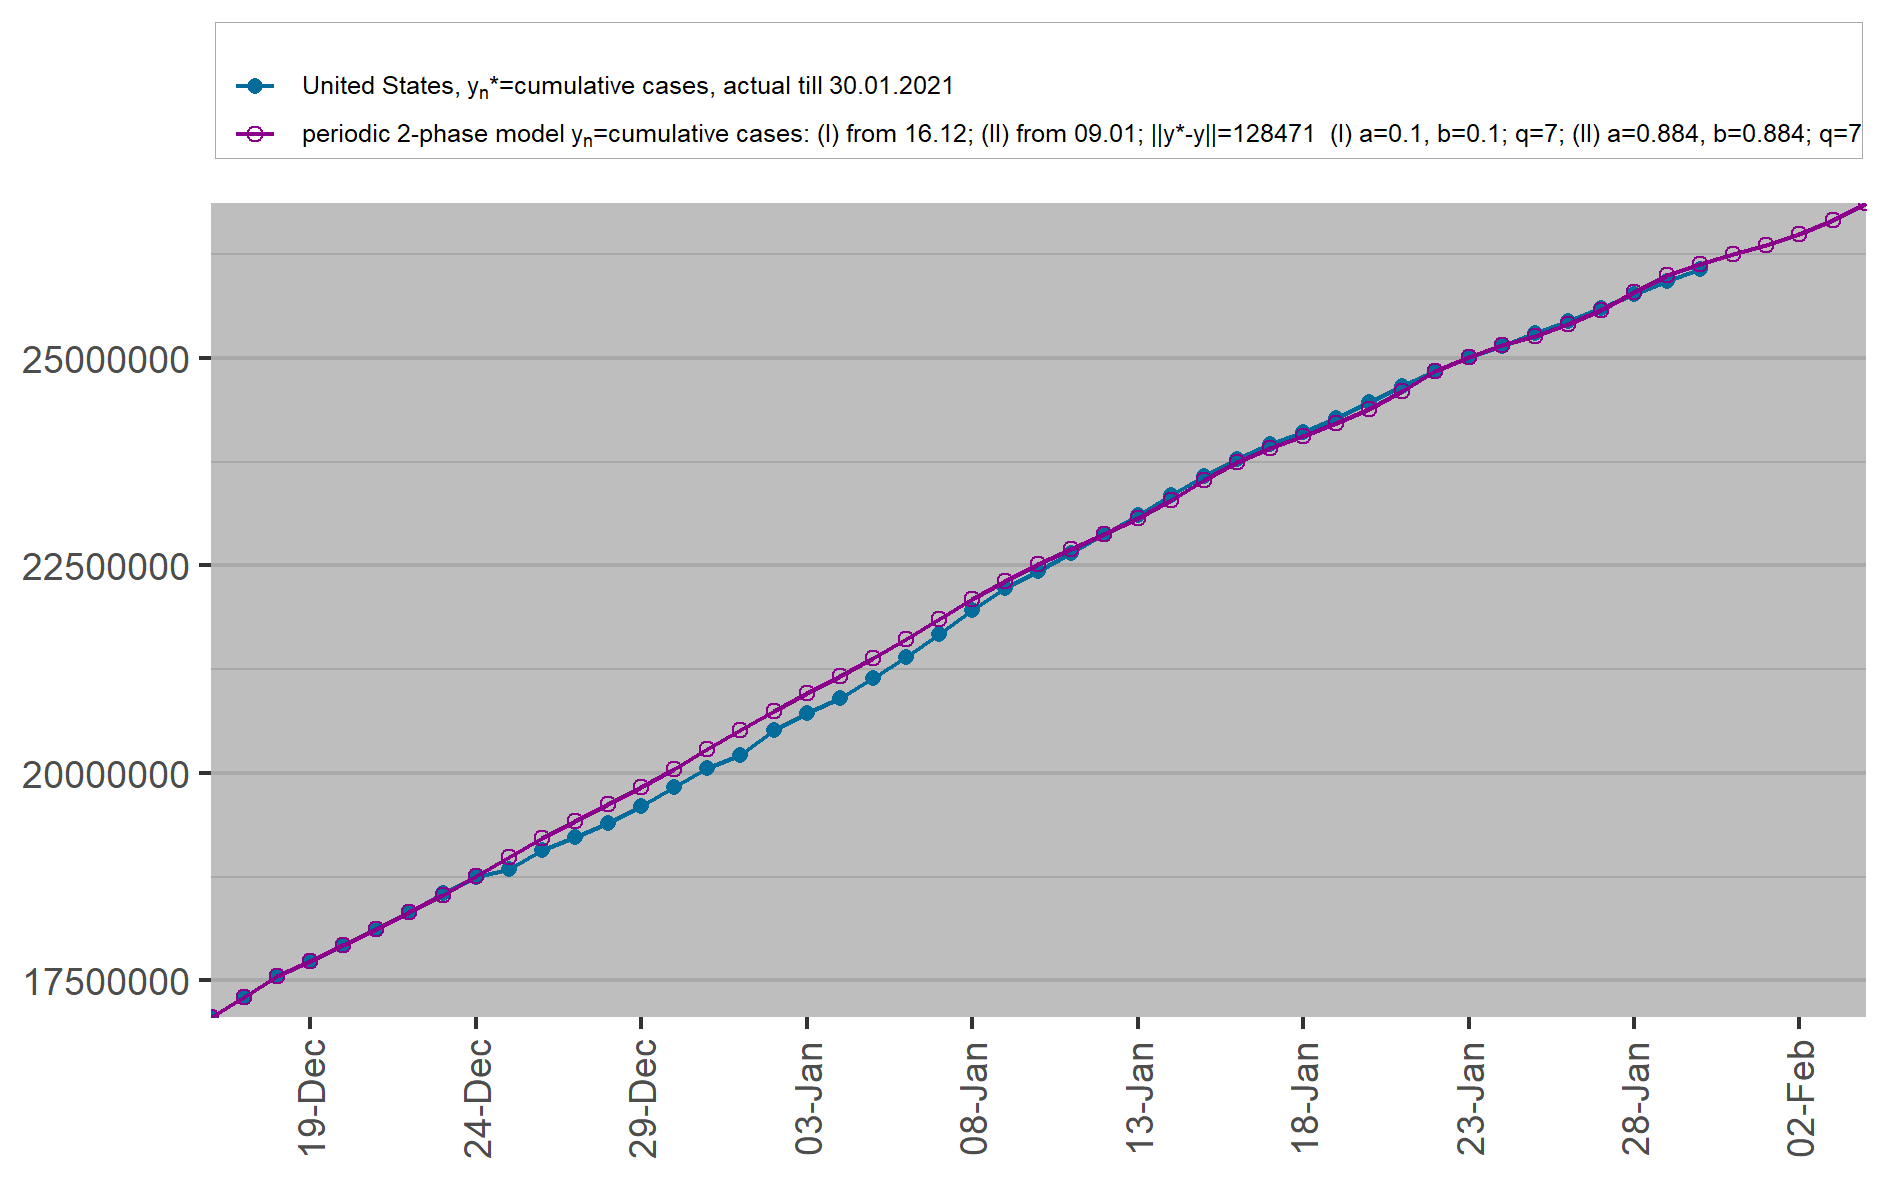 United States, yn*=cumulative cases, actual till 30.01.2021
periodic 2-phase model yn=cumulative cases: (I) from 16.12; (II) from 09.01; ||y*-y||=128471 (I) a=0.1, b=0.1; q=7; (II) a=0.884, b=0.884; q=7
25000000
22500000
20000000
17500000
19-Dec
24-Dec
29-Dec
03-Jan
08-Jan
13-Jan
18-Jan
23-Jan
28-Jan
02-Feb